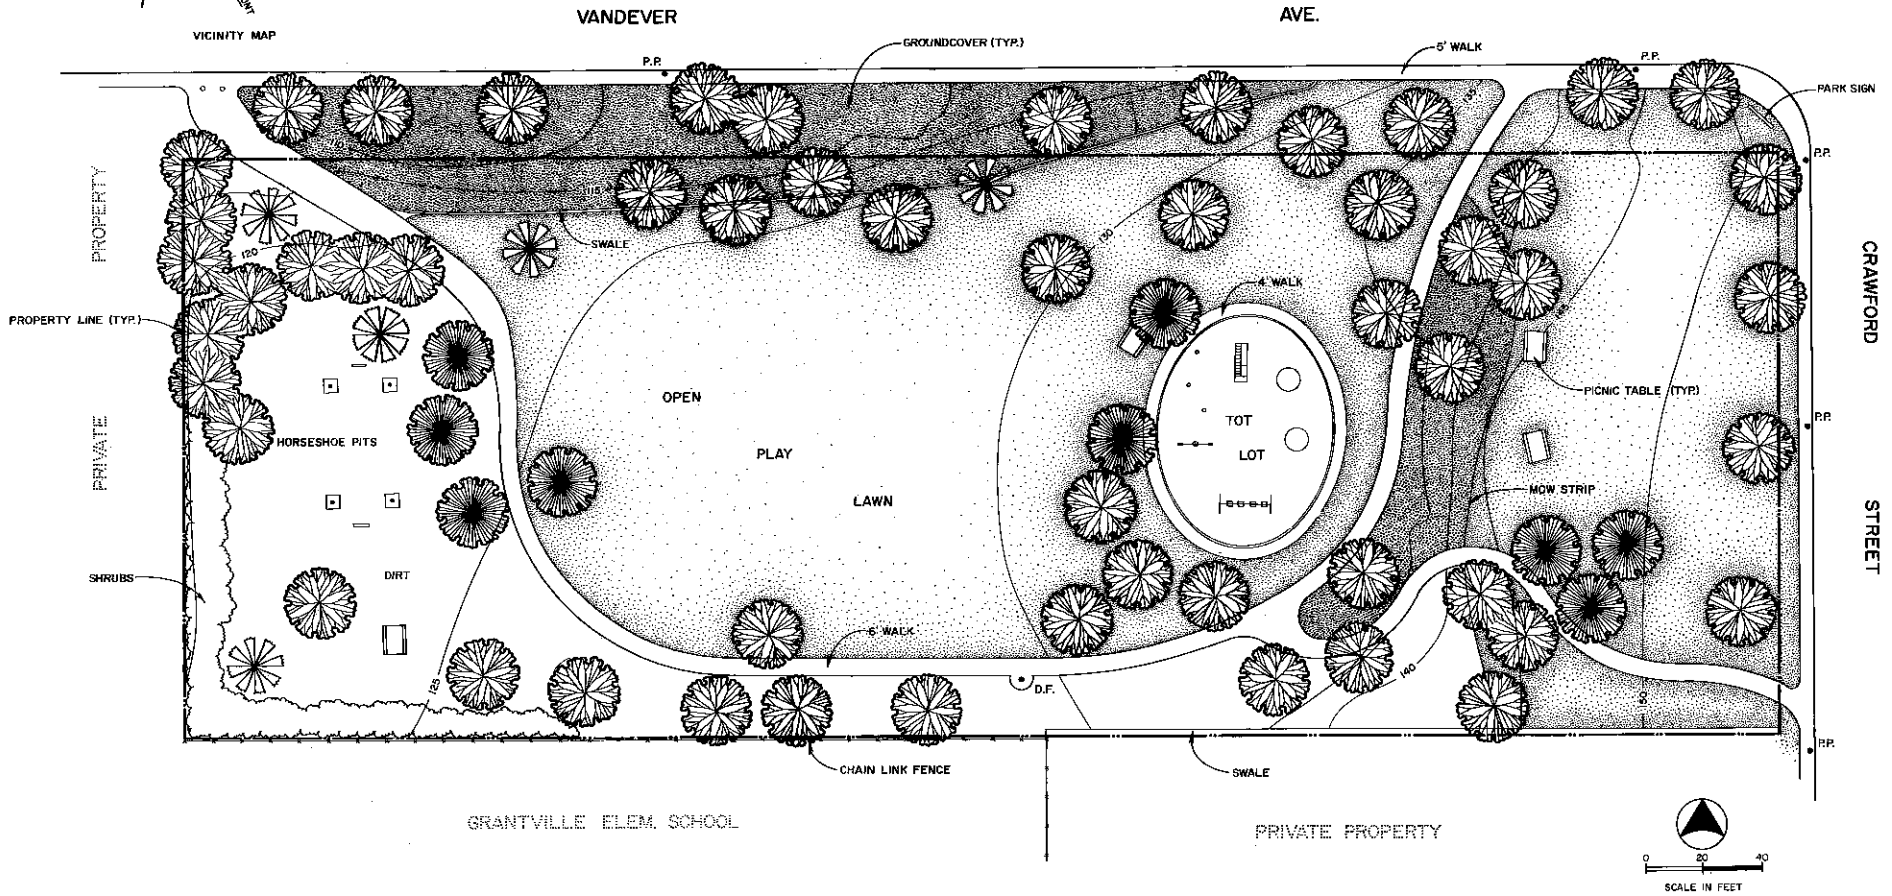 VICINITY MAP
VANDEVER AVE.
GROUNDCOVER (TYP.)
5' WALK
P.P.
P.P.
PARK SIGN
P.P.
135
110
115
SWALE
130
120
PRIVATE PROPERTY
PROPERTY LINE (TYP.)
4' WALK
CRAWFORD STREET
PICNIC TABLE (TYP.)
OPEN
PLAY
LAWN
TOT
LOT
P.P.
HORSESHOE PITS
MOW STRIP
SHRUBS
DIRT
6' WALK
D.F.
125
140
150
P.P.
CHAIN LINK FENCE
SWALE
GRANTVILLE ELEM. SCHOOL
PRIVATE PROPERTY
0 20 40
SCALE IN FEET